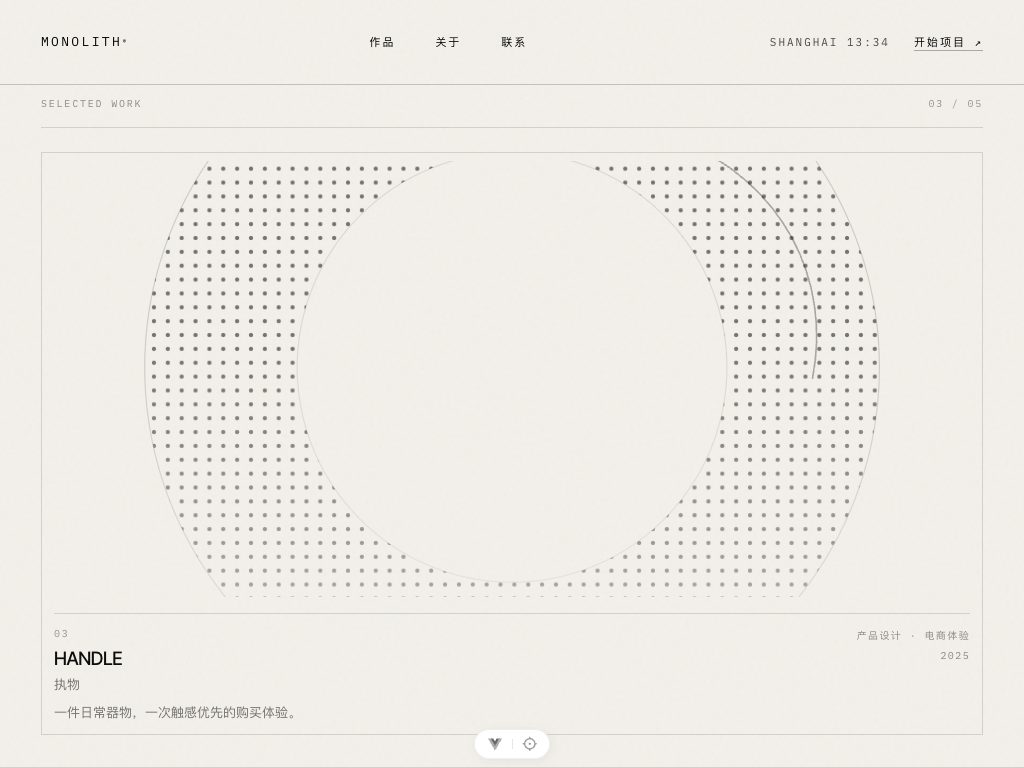 MONOLITH
作品
关于
联系
SHANGHAI 13:34
开始项目 ↗
SELECTED WORK
03 / 05
03
HANDLE
执物
一件日常器物，一次触感优先的购买体验。
产品设计 · 电商体验
2025